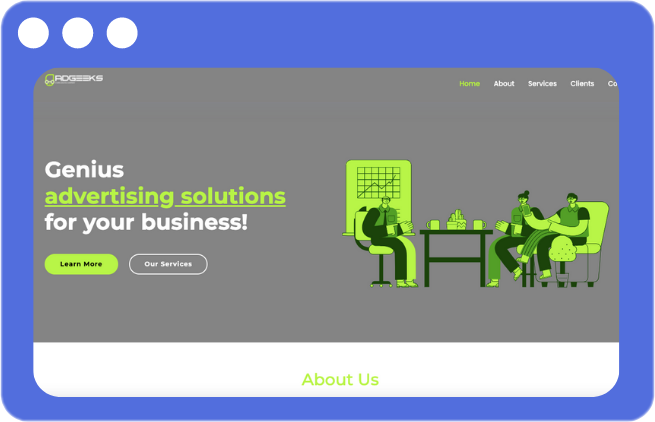 ADGEEKS
Home About Services Clients Co
Genius
advertising solutions
for your business!
Learn More Our Services
About Us